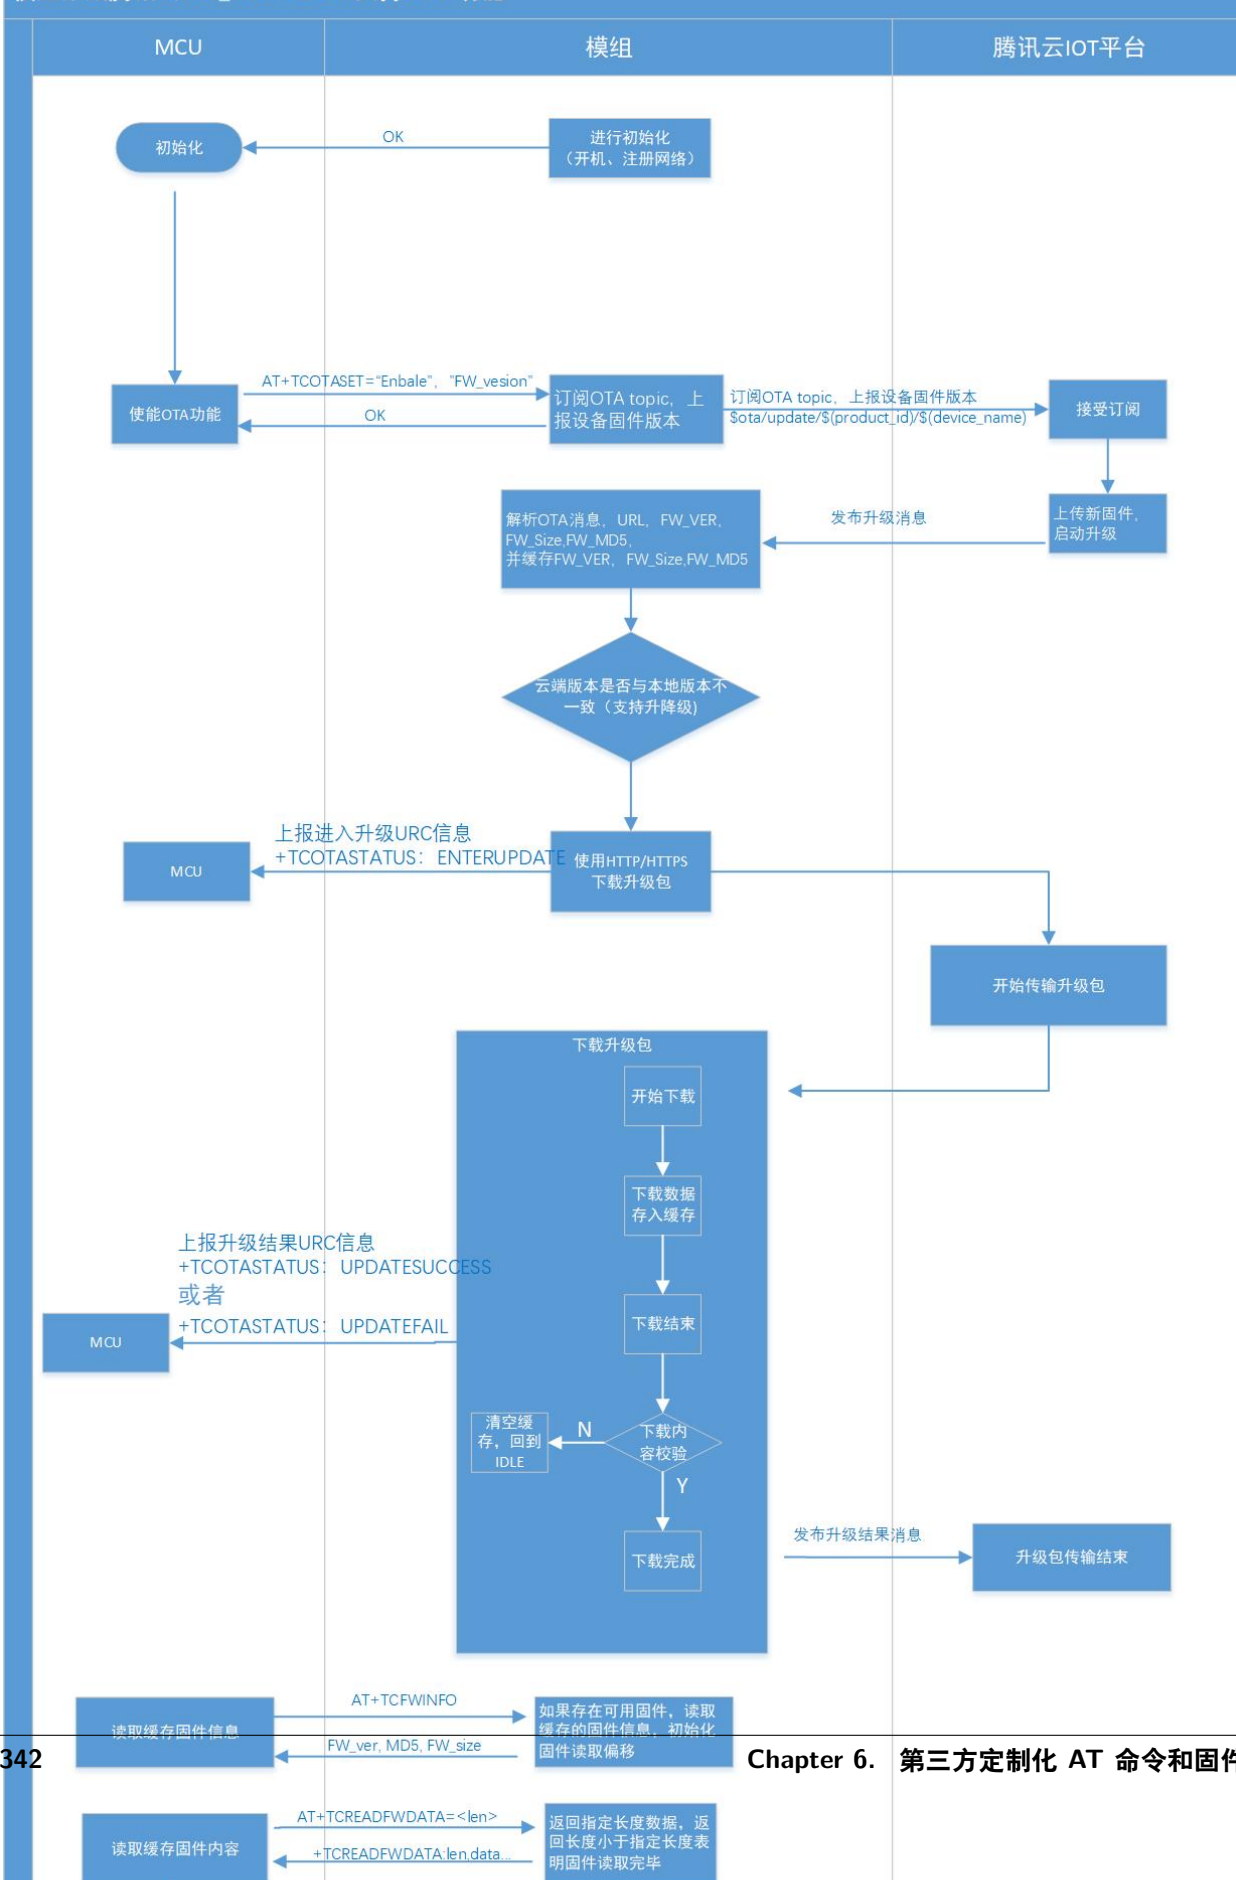 MCU
模组
腾讯云IOT平台
初始化
OK
进行初始化
（开机、注册网络）
AT+TCOTASET=“Enbale”，"FW_vesion"
使能OTA功能
OK
订阅OTA topic，上
报设备固件版本
订阅OTA topic，上报设备固件版本
$ota/update/$(product_id)/$(device_name)
接受订阅
上传新固件，
启动升级
发布升级消息
解析OTA消息，URL，FW_VER，
FW_Size,FW_MD5，
并缓存FW_VER，FW_Size,FW_MD5
云端版本是否与本地版本不
一致（支持升降级)
上报进入升级URC信息
+TCOTASTATUS：ENTERUPDATE
MCU
使用HTTP/HTTPS
下载升级包
开始传输升级包
下载升级包
开始下载
下载数据
存入缓存
上报升级结果URC信息
+TCOTASTATUS：UPDATESUCCESS
或者
+TCOTASTATUS：UPDATEFAIL
MCU
下载结束
清空缓
存，回到
IDLE
N
下载内
容校验
Y
下载完成
发布升级结果消息
升级包传输结束
读取缓存固件信息
AT+TCFWINFO
FW_ver, MD5, FW_size
如果存在可用固件，读取
缓存的固件信息，初始化
固件读取偏移
342
Chapter 6. 第三方定制化 AT 命令和固件
读取缓存固件内容
AT+TCREADFWDATA=<len>
+TCREADFWDATA:len,data...
返回指定长度数据，返
回长度小于指定长度表
明固件读取完毕